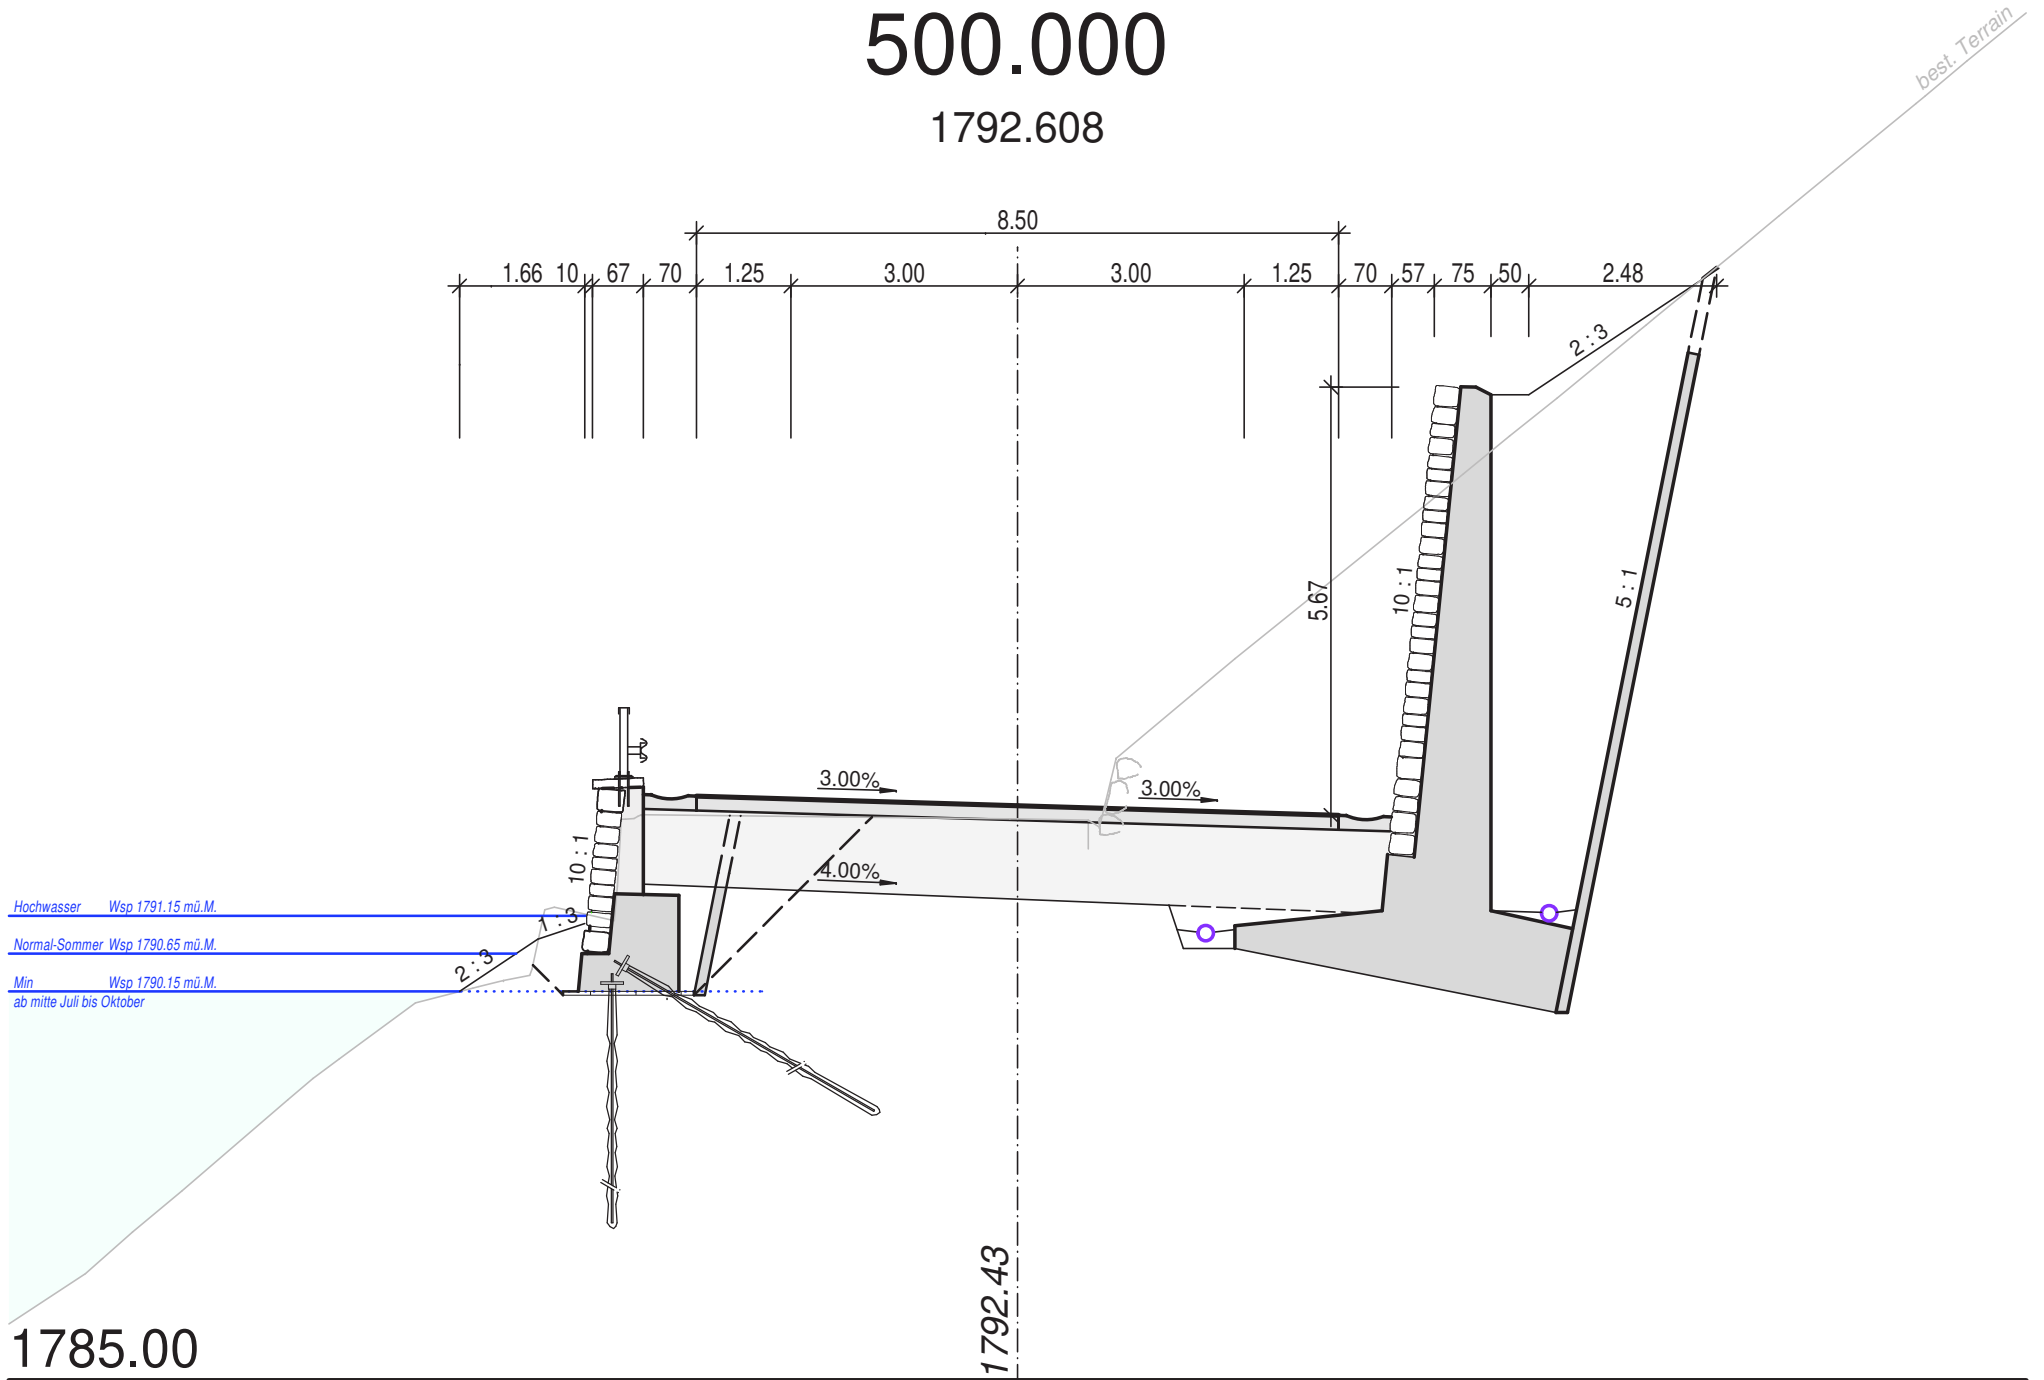 500.000
best. Terrain
1792.608
8.50
1.66 10 67 70 1.25 3.00 3.00 1.25 70 57 75 50 2.48
2 : 3
5.67
10 : 1
5 : 1
3.00%
3.00%
10 : 1
4.00%
Hochwasser Wsp 1791.15 mü.M.
1 : 3
Normal-Sommer Wsp 1790.65 mü.M.
2 : 3
Min Wsp 1790.15 mü.M.
ab mitte Juli bis Oktober
1792.43
1785.00